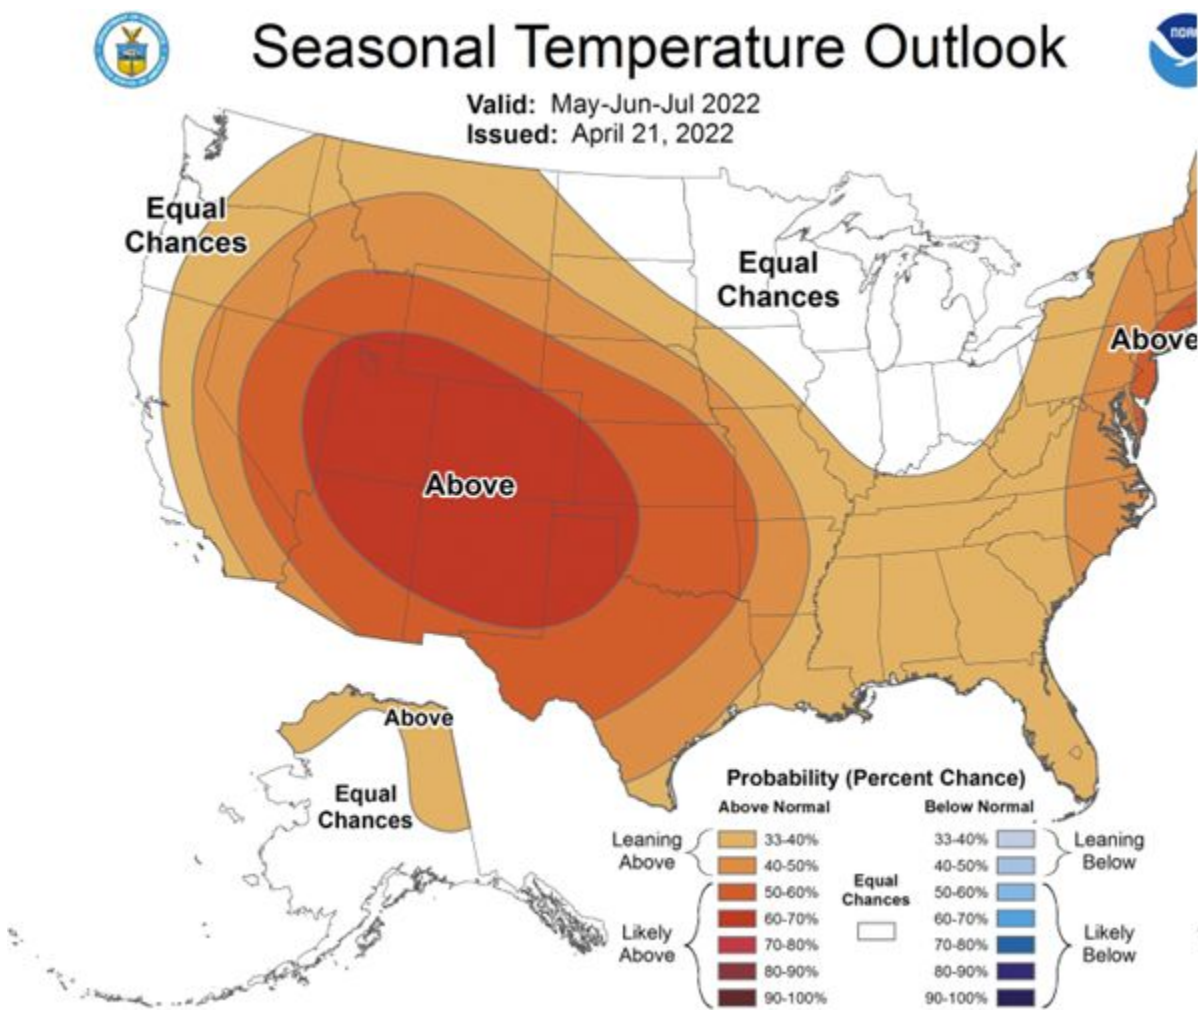 Seasonal Temperature Outlook
Valid: May-Jun-Jul 2022
Issued: April 21, 2022
Equal
Chances
Equal
Chances
Above
Above
Above
Equal
Chances
Probability (Percent Chance)
Above Normal
Below Normal
Leaning
Above
33-40%
40-50%
Likely
Above
50-60%
60-70%
70-80%
80-90%
90-100%
Equal
Chances
33-40%
40-50%
Leaning
Below
50-60%
60-70%
70-80%
80-90%
90-100%
Likely
Below